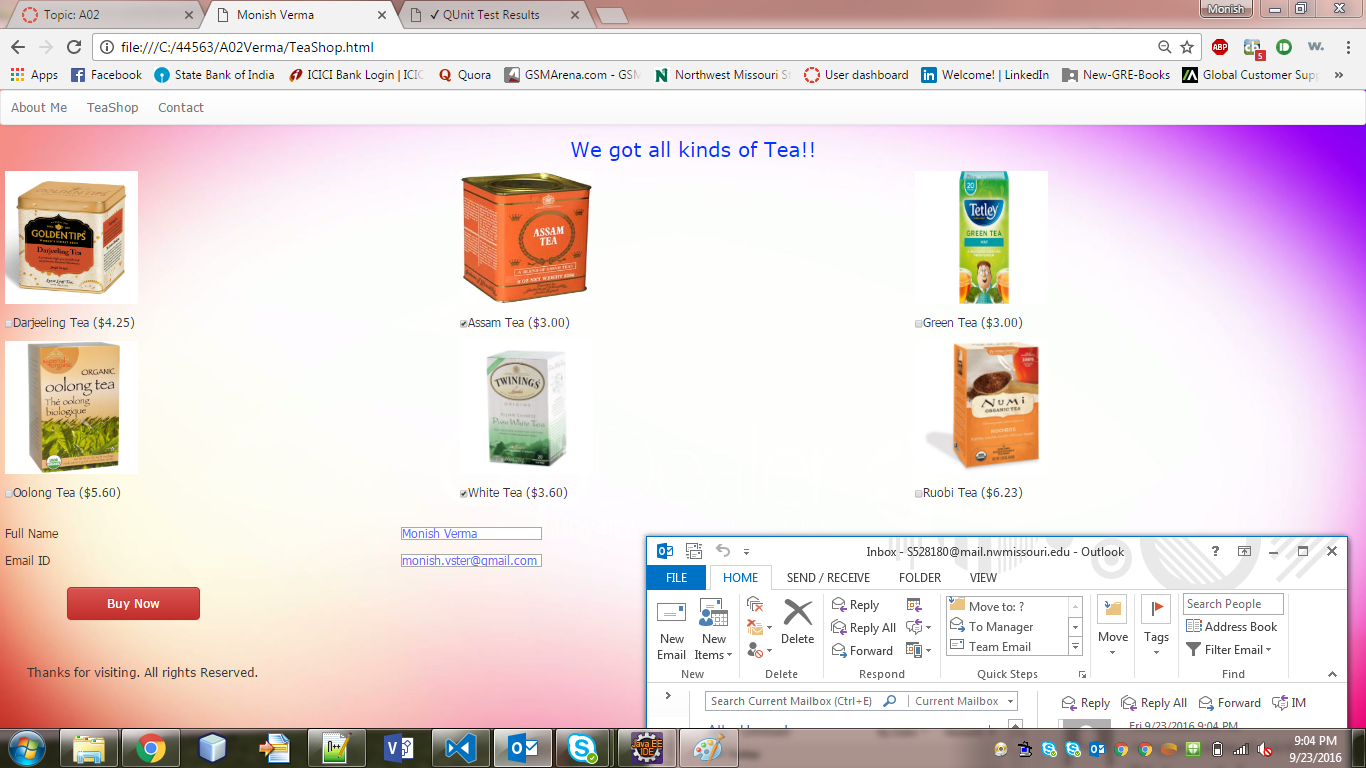 Topic: A02
Monish Verma
✓ QUnit Test Results
Monish
file:///C:/44563/A02Verma/TeaShop.html
ABP
5
W.
Apps
Facebook
State Bank of India
ICICI Bank Login | ICIC
Quora
GSMArena.com - GSM
Northwest Missouri St
User dashboard
Welcome! | LinkedIn
New-GRE-Books
Global Customer Supp
»
About Me TeaShop Contact
We got all kinds of Tea!!
GOLDEN TIPS
Darjeeling Tea
ASSAM
TEA
20
Tetley
GREEN TEA
Darjeeling Tea ($4.25)
Assam Tea ($3.00)
Green Tea ($3.00)
ORGANIC
oolong tea
Thé oolong
biologique
TWININGS
Pure White Tea
NUMI
ORGANIC TEA
ROOIBOS
Oolong Tea ($5.60)
White Tea ($3.60)
Ruobi Tea ($6.23)
Full Name
Monish Verma
Email ID
monish.vster@gmail.com
Buy Now
Thanks for visiting. All rights Reserved.
Inbox - S528180@mail.nwmissouri.edu - Outlook
FILE HOME SEND / RECEIVE FOLDER VIEW
New
Email
New
Items
New
Delete
Delete
Reply
Reply All
Forward
Respond
Move to: ?
To Manager
Team Email
Quick Steps
Move
Tags
Search People
Address Book
Filter Email
Find
Search Current Mailbox (Ctrl+E)
Current Mailbox
Reply Reply All Forward IM
Fri 9/23/2016 9:04 PM
Java EE
IDE
9:04 PM
9/23/2016